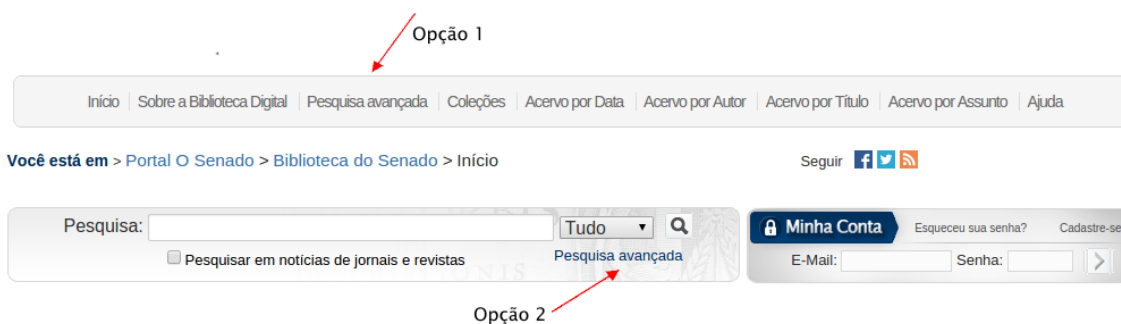 Opção 1
Início Sobre a Biblioteca Digital Pesquisa avançada Coleções Acervo por Data Acervo por Autor Acervo por Título Acervo por Assunto Ajuda
Você está em > Portal O Senado > Biblioteca do Senado > Início Seguir
Pesquisa: Tudo Minha Conta Esqueceu sua senha? Cadastre-se
Pesquisar em notícias de jornais e revistas Pesquisa avançada E-Mail: Senha:
Opção 2